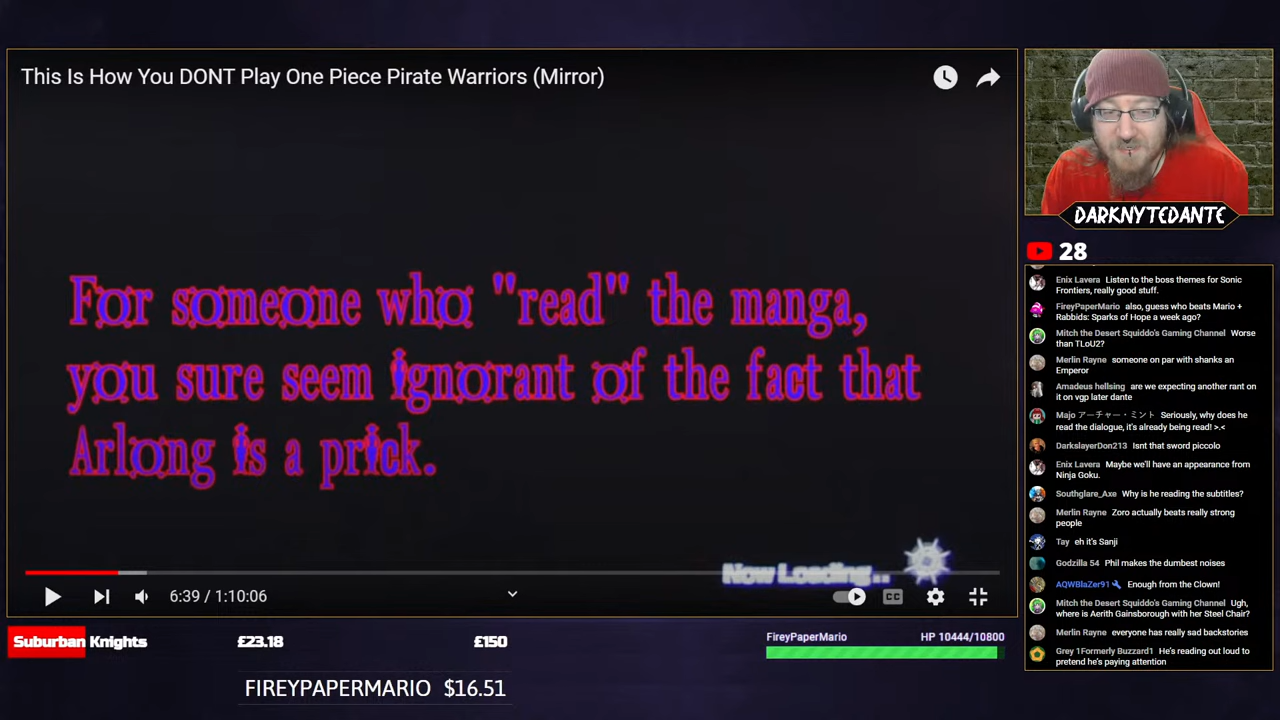 This Is How You DONT Play One Piece Pirate Warriors (Mirror)
For someone who "read" the manga,
you sure seem ignorant of the fact that
Arlong is a prick.
Now Loading..
6:39 / 1:10:06
CC
Suburban Knights
£23.18
£150
FireyPaperMario
HP 10444/10800
FIREYPAPERMARIO $16.51
DARKNYTEDANTE
28
Enix Lavera Listen to the boss themes for Sonic
Frontiers, really good stuff.
FireyPaperMario also, guess who beats Mario +
Rabbids: Sparks of Hope a week ago?
Mitch the Desert Squiddo's Gaming Channel Worse
than TLoU2?
Merlin Rayne someone on par with shanks an
Emperor
Amadeus hellsing are we expecting another rant on
it on vgp later dante
Majo アーチャー・ミント Seriously, why does he
read the dialogue, it's already being read! >.<
DarkslayerDon213 Isnt that sword piccolo
Enix Lavera Maybe we'll have an appearance from
Ninja Goku.
Southglare_Axe Why is he reading the subtitles?
Merlin Rayne Zoro actually beats really strong
people
Tay eh it's Sanji
Godzilla 54 Phil makes the dumbest noises
AQWBlaZer91 Enough from the Clown!
Mitch the Desert Squiddo's Gaming Channel Ugh,
where is Aerith Gainsborough with her Steel Chair?
Merlin Rayne everyone has really sad backstories
Grey 1Formerly Buzzard1 He's reading out loud to
pretend he's paying attention